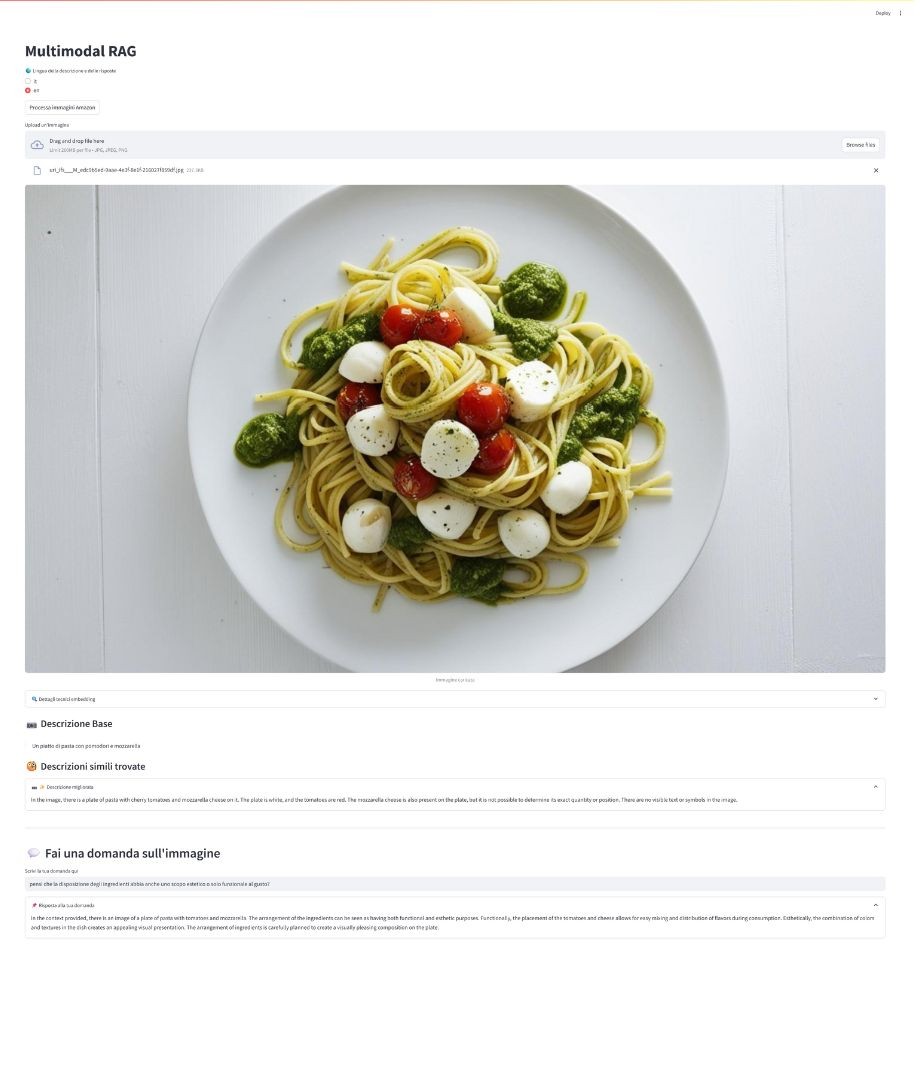 Deploy
Multimodal RAG
Lingua della descrizione e delle risposte
it
en
Processa immagini Amazon
Upload un'immagine
Drag and drop file here
Limit 200MB per file • JPG, JPEG, PNG
Browse files
Immagine caricata
Dettagli tecnici embedding
Descrizione Base
Un piatto di pasta con pomodori e mozzarella
Descrizioni simili trovate
Descrizione migliorata
In the image, there is a plate of pasta with cherry tomatoes and mozzarella cheese on it. The plate is white, and the tomatoes are red. The mozzarella cheese is also present on the plate, but it is not possible to determine its exact quantity or position. There are no visible text or symbols in the image.
Fai una domanda sull'immagine
Scrivi la tua domanda qui
pensi che la disposizione degli ingredienti abbia anche uno scopo estetico o solo funzionale al gusto?
Risposta alla tua domanda
In the context provided, there is an image of a plate of pasta with tomatoes and mozzarella. The arrangement of the ingredients can be seen as having both functional and esthetic purposes. Functionally, the placement of the tomatoes and cheese allows for easy mixing and distribution of flavors during consumption. Esthetically, the combination of colors
and textures in the dish creates an appealing visual presentation. The arrangement of ingredients is carefully planned to create a visually pleasing composition on the plate.